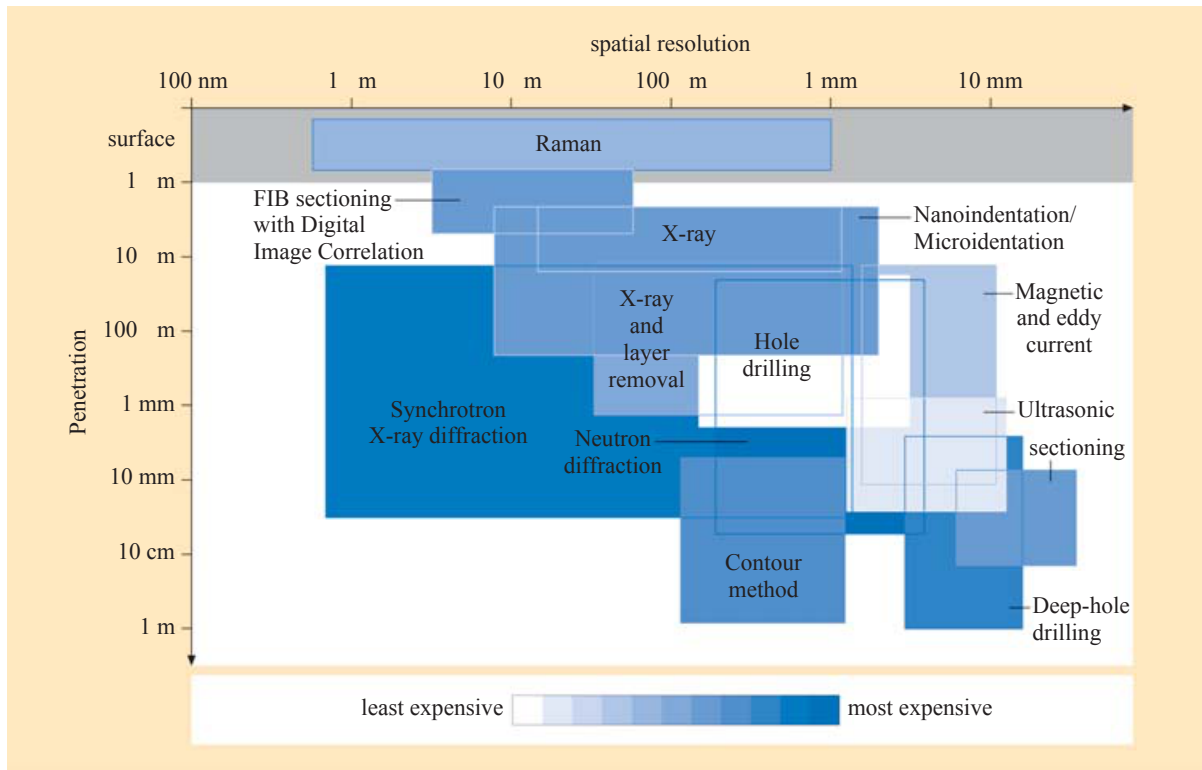 spatial resolution
100 nm 1 m 10 m 100 m 1 mm 10 mm
surface
Raman
1 m
FIB sectioning
with Digital
Image Correlation
Nanoindentation/
Microidentation
X-ray
10 m
X-ray
and
layer
removal
Hole
drilling
Magnetic
and eddy
current
100 m
Penetration
1 mm
Synchrotron
X-ray diffraction
Neutron
diffraction
Ultrasonic
sectioning
10 mm
10 cm
Contour
method
Deep-hole
drilling
1 m
least expensive most expensive